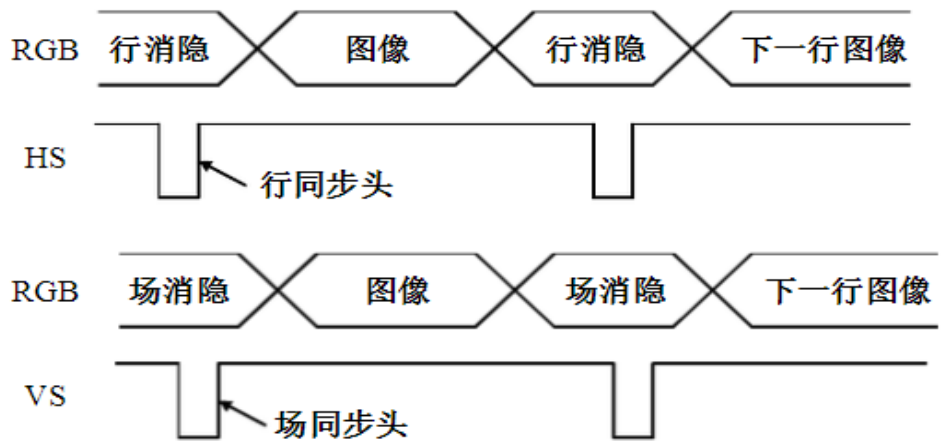 RGB 行消隐 图像 行消隐 下一行图像
HS
行同步头
RGB 场消隐 图像 场消隐 下一行图像
VS
场同步头